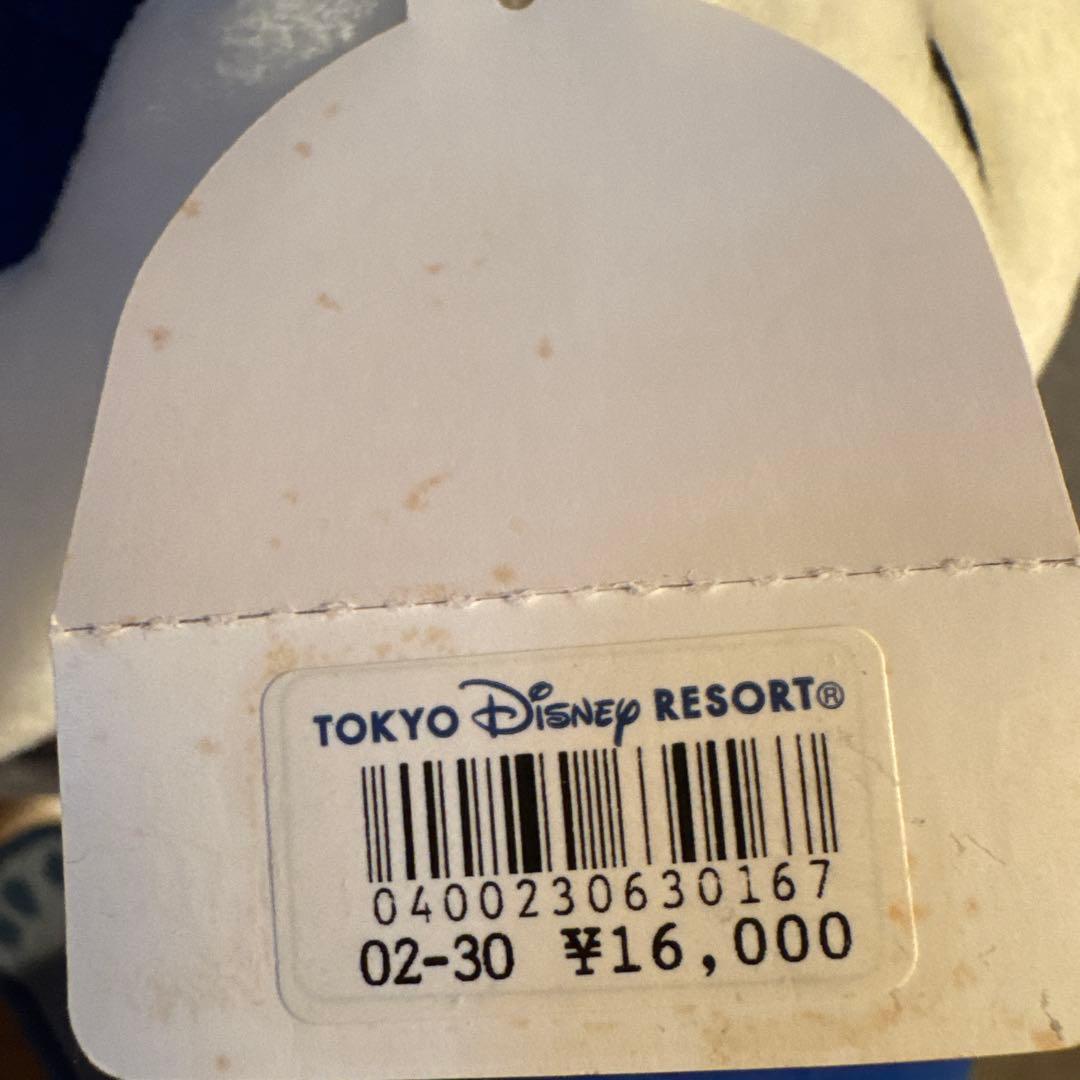 TOKYO Disney RESORT®
0400230630167
02-30 ¥16,000